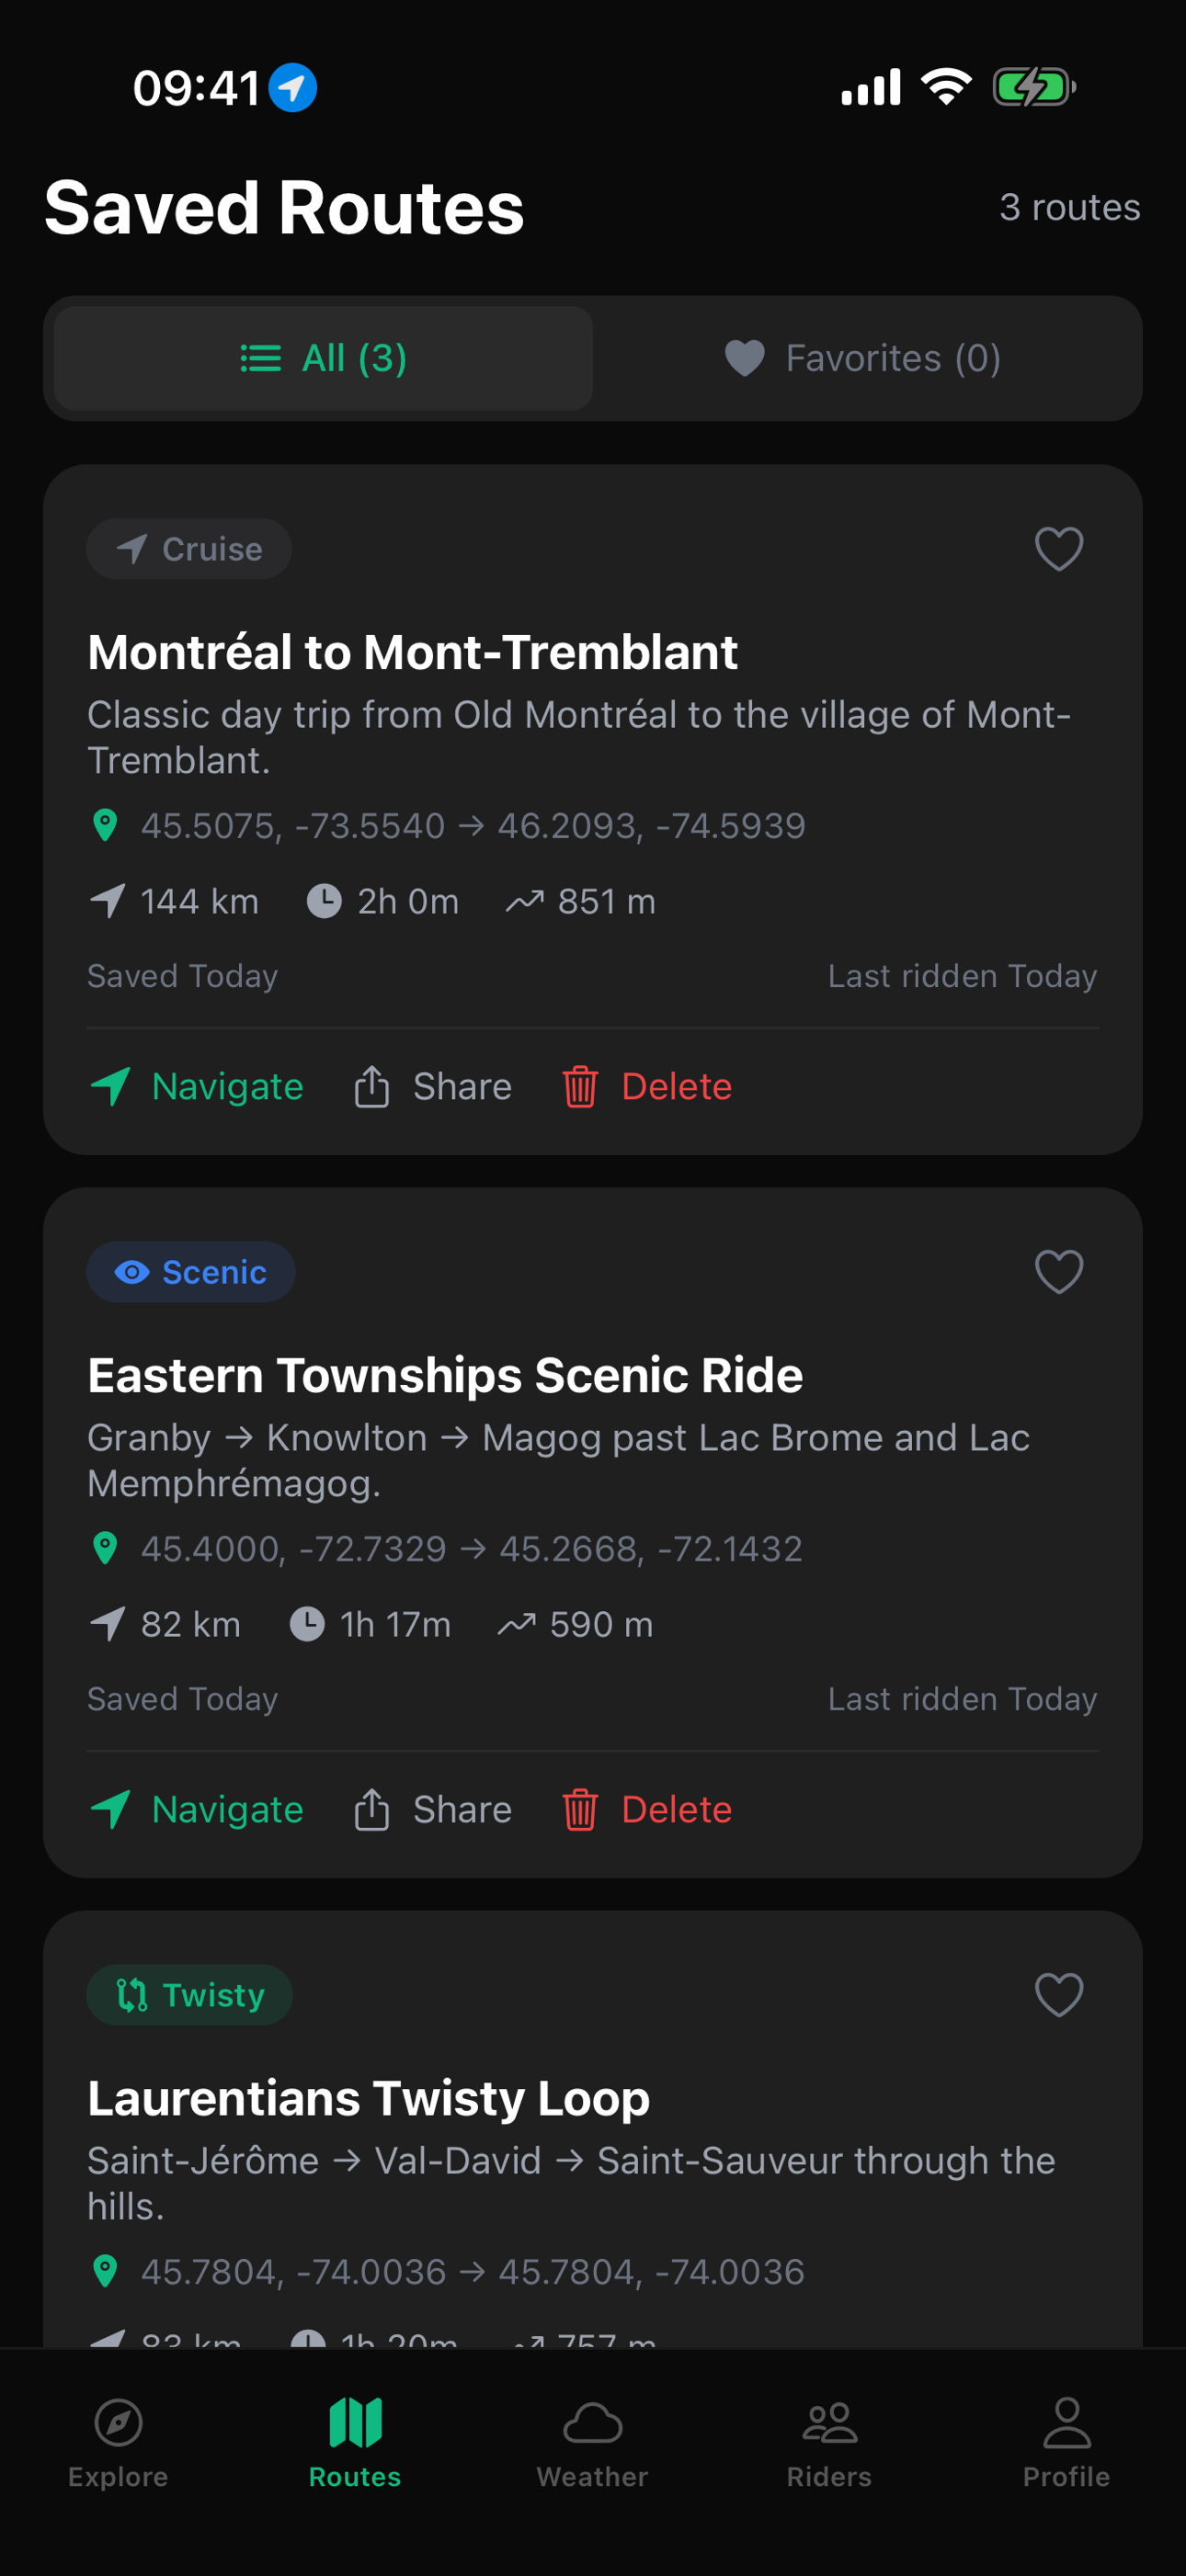 09:41
Saved Routes
3 routes
All (3)
Favorites (0)
Cruise
Montréal to Mont-Tremblant
Classic day trip from Old Montréal to the village of Mont-
Tremblant.
45.5075, -73.5540 → 46.2093, -74.5939
144 km 2h 0m 851 m
Saved Today
Last ridden Today
Navigate Share Delete
Scenic
Eastern Townships Scenic Ride
Granby → Knowlton → Magog past Lac Brome and Lac
Memphrémagog.
45.4000, -72.7329 → 45.2668, -72.1432
82 km 1h 17m 590 m
Saved Today
Last ridden Today
Navigate Share Delete
Twisty
Laurentians Twisty Loop
Saint-Jérôme → Val-David → Saint-Sauveur through the
hills.
45.7804, -74.0036 → 45.7804, -74.0036
83 km 1h 20m 757 m
Explore Routes Weather Riders Profile